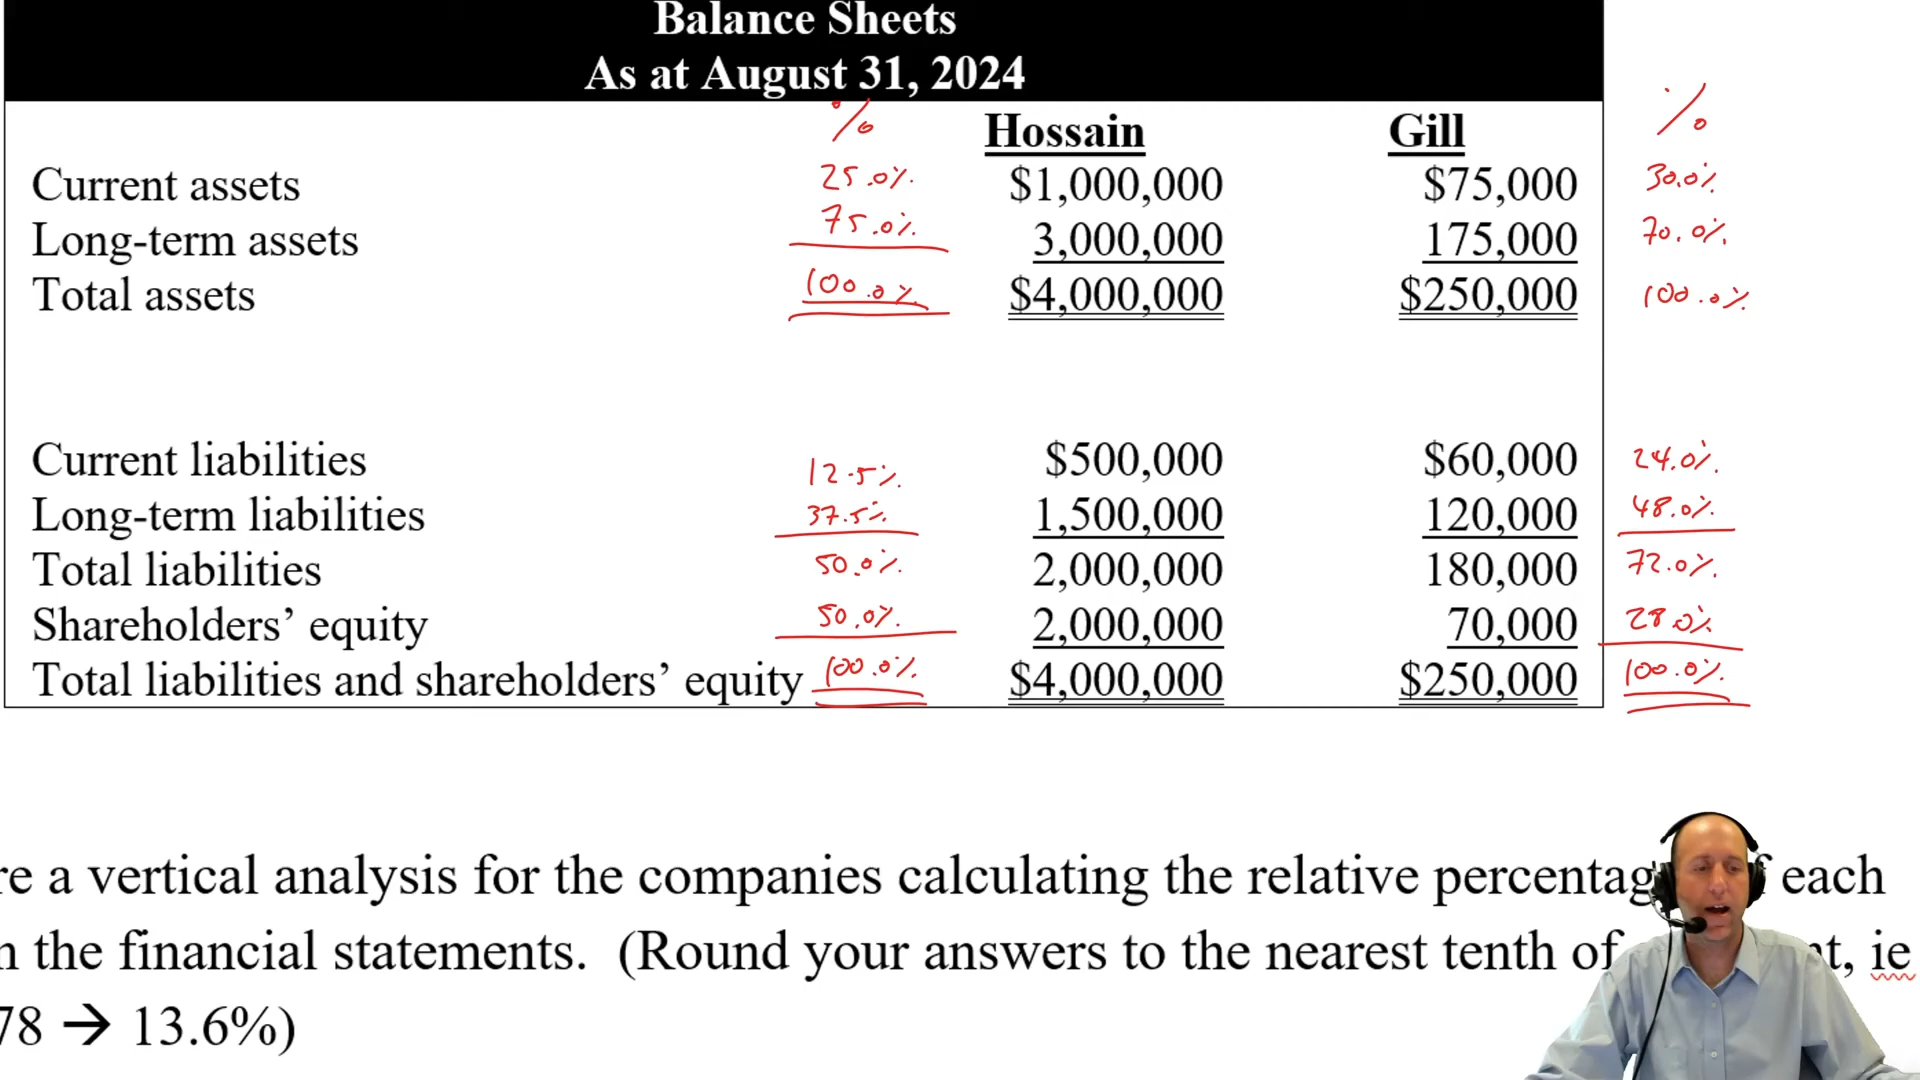 Balance Sheets
As at August 31, 2024
% Hossain Gill %
Current assets 25.0% $1,000,000 $75,000 30.0%
Long-term assets 75.0% 3,000,000 175,000 70.0%
Total assets 100.0% $4,000,000 $250,000 100.0%
Current liabilities 12.5% $500,000 $60,000 24.0%
Long-term liabilities 37.5% 1,500,000 120,000 48.0%
Total liabilities 50.0% 2,000,000 180,000 72.0%
Shareholders’ equity 50.0% 2,000,000 70,000 28.0%
Total liabilities and shareholders’ equity 100.0% $4,000,000 $250,000 100.0%
re a vertical analysis for the companies calculating the relative percentag f each
n the financial statements. (Round your answers to the nearest tenth of nt, ie
78 → 13.6%)